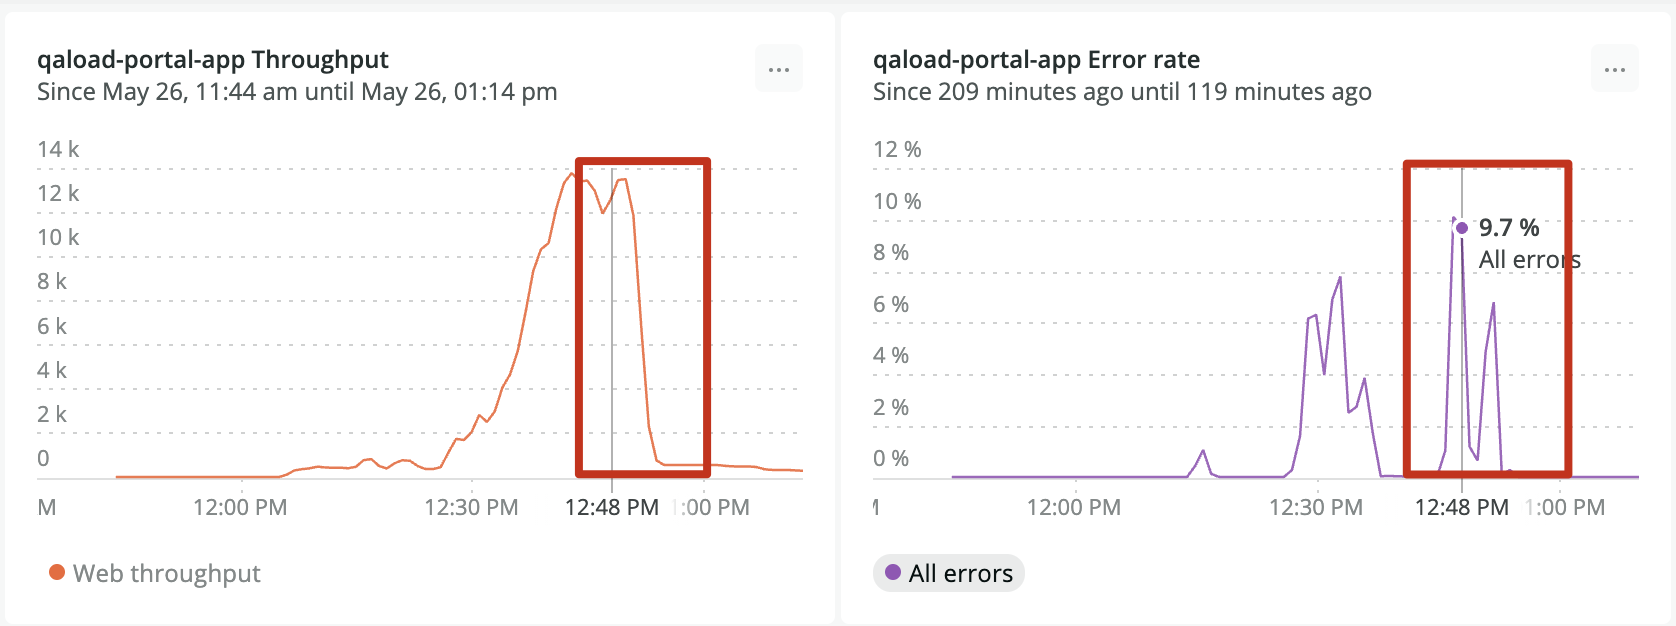 qaload-portal-app Throughput
Since May 26, 11:44 am until May 26, 01:14 pm
14 k
12 k
10 k
8 k
6 k
4 k
2 k
0
M
12:00 PM
12:30 PM
12:48 PM
1:00 PM
Web throughput
qaload-portal-app Error rate
Since 209 minutes ago until 119 minutes ago
12 %
10 %
8 %
6 %
4 %
2 %
0 %
9.7 %
All errors
12:00 PM
12:30 PM
12:48 PM
1:00 PM
All errors